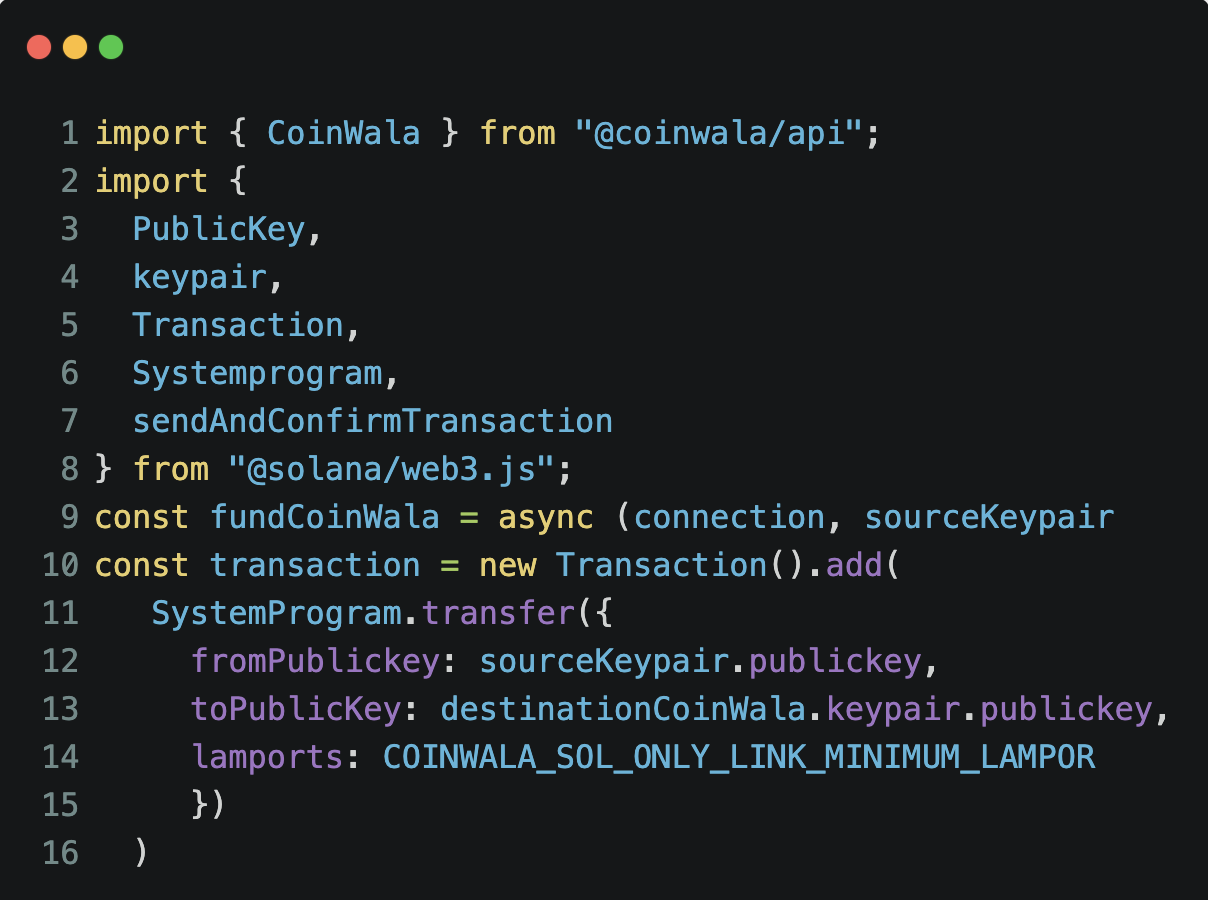 1 import { CoinWala } from "@coinwala/api";
2 import {
3 PublicKey,
4 keypair,
5 Transaction,
6 Systemprogram,
7 sendAndConfirmTransaction
8 } from "@solana/web3.js";
9 const fundCoinWala = async (connection, sourceKeypair
10 const transaction = new Transaction().add(
11 SystemProgram.transfer({
12 fromPublickey: sourceKeypair.publickey,
13 toPublicKey: destinationCoinWala.keypair.publickey,
14 lamports: COINWALA_SOL_ONLY_LINK_MINIMUM_LAMPOR
15 })
16 )